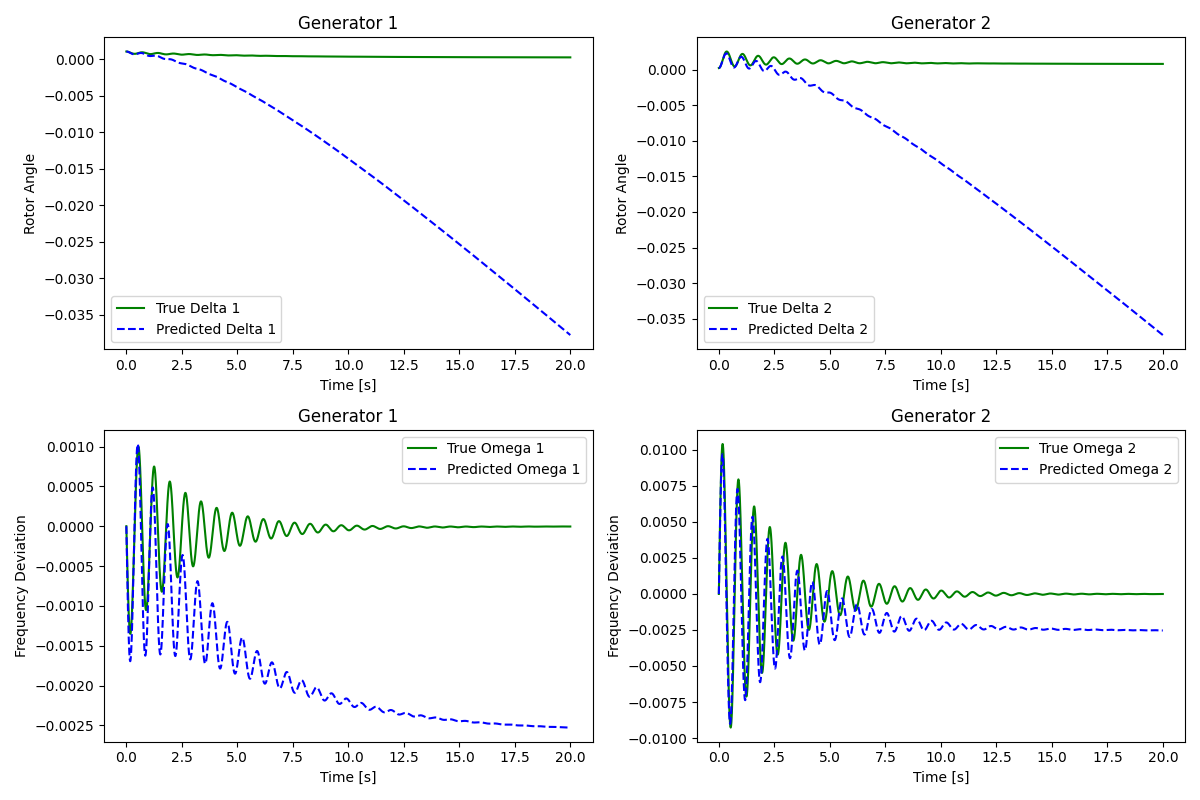 Generator 1
Rotor Angle
0.000
−0.005
−0.010
−0.015
−0.020
−0.025
−0.030
−0.035
True Delta 1
Predicted Delta 1
0.0 2.5 5.0 7.5 10.0 12.5 15.0 17.5 20.0
Time [s]
Generator 2
Rotor Angle
0.000
−0.005
−0.010
−0.015
−0.020
−0.025
−0.030
−0.035
True Delta 2
Predicted Delta 2
0.0 2.5 5.0 7.5 10.0 12.5 15.0 17.5 20.0
Time [s]
Generator 1
Frequency Deviation
0.0010
0.0005
0.0000
−0.0005
−0.0010
−0.0015
−0.0020
−0.0025
True Omega 1
Predicted Omega 1
0.0 2.5 5.0 7.5 10.0 12.5 15.0 17.5 20.0
Time [s]
Generator 2
Frequency Deviation
0.0100
0.0075
0.0050
0.0025
0.0000
−0.0025
−0.0050
−0.0075
−0.0100
True Omega 2
Predicted Omega 2
0.0 2.5 5.0 7.5 10.0 12.5 15.0 17.5 20.0
Time [s]